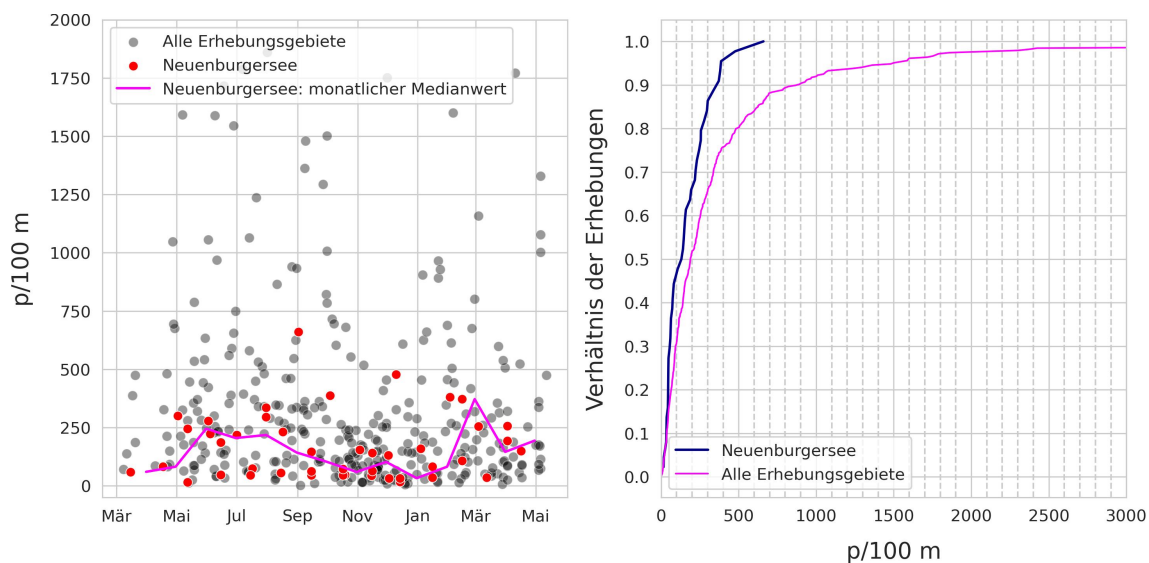 2000
1750
1500
1250
1000
750
500
250
0
p/100 m
Alle Erhebungsgebiete
Neuenburgersee
Neuenburgersee: monatlicher Medianwert
Mär Mai Jul Sep Nov Jan Mär Mai
1.0
0.9
0.8
0.7
0.6
0.5
0.4
0.3
0.2
0.1
0.0
Verhältnis der Erhebungen
Neuenburgersee
Alle Erhebungsgebiete
0 500 1000 1500 2000 2500 3000
p/100 m